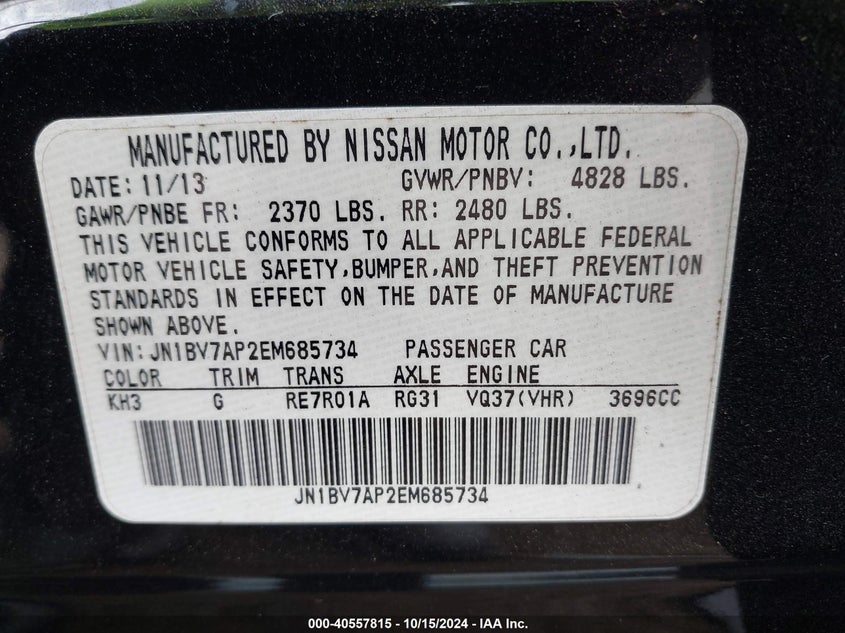 MANUFACTURED BY NISSAN MOTOR CO.,LTD.
DATE: 11/13 GVWR/PNBV: 4828 LBS.
GAWR/PNBE FR: 2370 LBS. RR: 2480 LBS.
THIS VEHICLE CONFORMS TO ALL APPLICABLE FEDERAL
MOTOR VEHICLE SAFETY,BUMPER,AND THEFT PREVENTION
STANDARDS IN EFFECT ON THE DATE OF MANUFACTURE
SHOWN ABOVE.
VIN: JN1BV7AP2EM685734 PASSENGER CAR
COLOR TRIM TRANS AXLE ENGINE
KH3 G RE7R01A RG31 VQ37(VHR) 3696CC
JN1BV7AP2EM685734
000-40557815 - 10/15/2024 - IAA Inc.